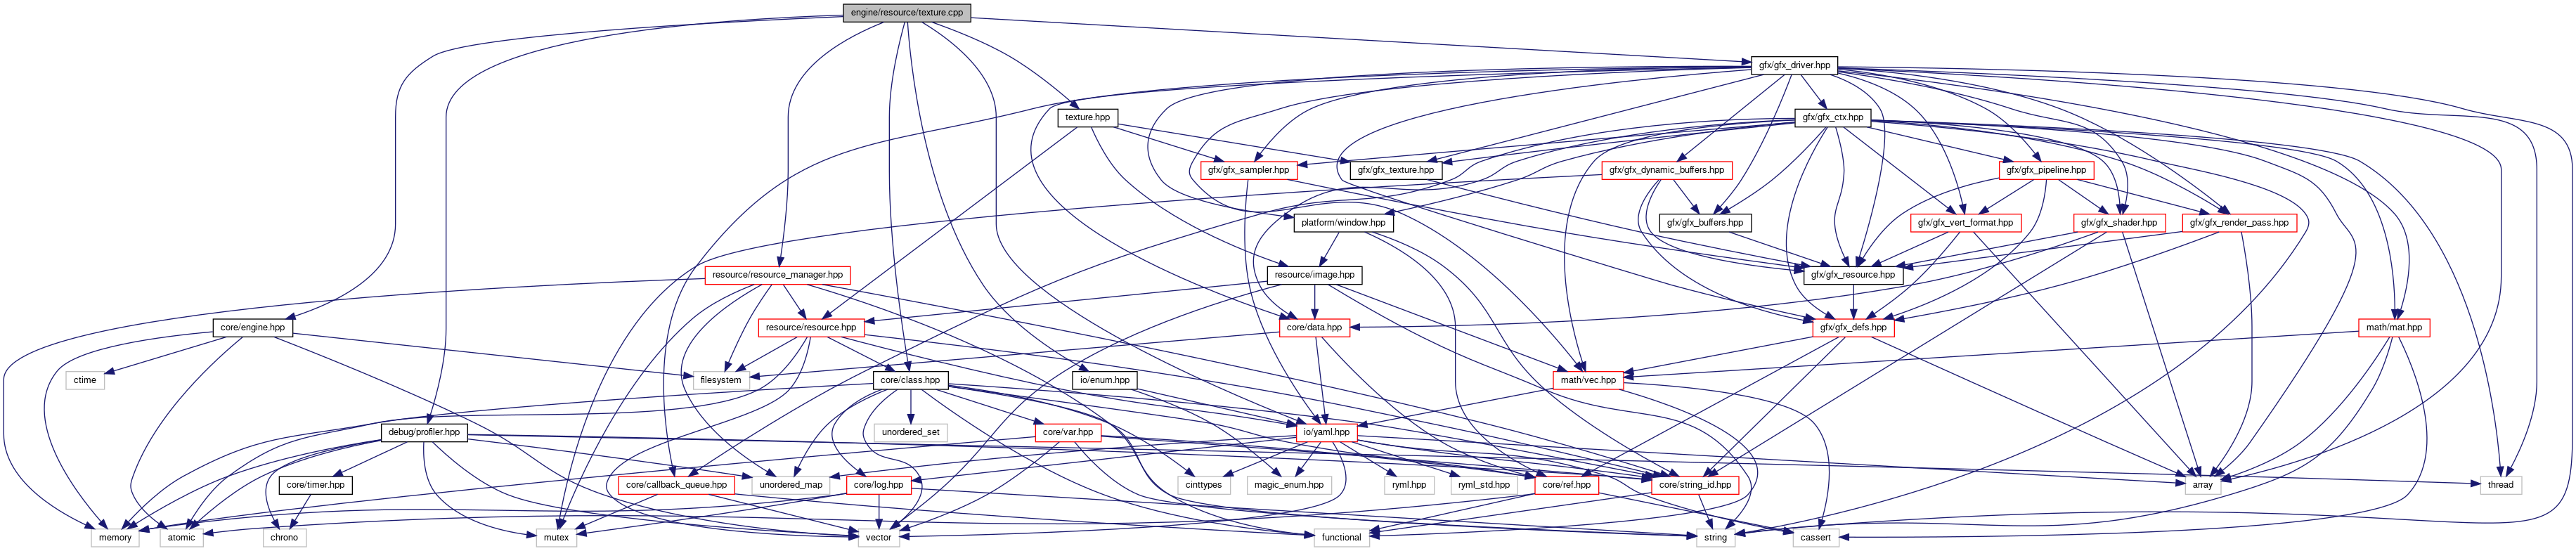 engine/resource/texture.cpp
gfx/gfx_driver.hpp
texture.hpp
gfx/gfx_ctx.hpp
gfx/gfx_sampler.hpp
gfx/gfx_texture.hpp
gfx/gfx_dynamic_buffers.hpp
gfx/gfx_pipeline.hpp
platform/window.hpp
gfx/gfx_buffers.hpp
gfx/gfx_vert_format.hpp
gfx/gfx_shader.hpp
gfx/gfx_render_pass.hpp
resource/resource_manager.hpp
resource/image.hpp
gfx/gfx_resource.hpp
core/engine.hpp
resource/resource.hpp
core/data.hpp
gfx/gfx_defs.hpp
math/mat.hpp
ctime
filesystem
core/class.hpp
io/enum.hpp
math/vec.hpp
debug/profiler.hpp
unordered_set
core/var.hpp
io/yaml.hpp
core/timer.hpp
unordered_map
core/callback_queue.hpp
core/log.hpp
cinttypes
magic_enum.hpp
ryml.hpp
ryml_std.hpp
core/ref.hpp
core/string_id.hpp
array
thread
memory
atomic
chrono
mutex
vector
functional
string
cassert